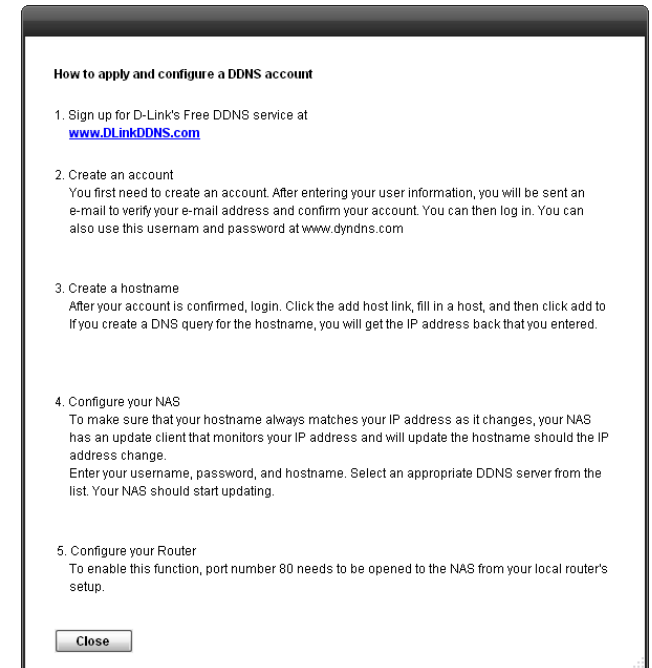 How to apply and configure a DDNS account
1. Sign up for D-Link's Free DDNS service at
www.DLinkDDNS.com
2. Create an account
You first need to create an account. After entering your user information, you will be sent an
e-mail to verify your e-mail address and confirm your account. You can then log in. You can
also use this usernam and password at www.dyndns.com
3. Create a hostname
After your account is confirmed, login. Click the add host link, fill in a host, and then click add to
If you create a DNS query for the hostname, you will get the IP address back that you entered.
4. Configure your NAS
To make sure that your hostname always matches your IP address as it changes, your NAS
has an update client that monitors your IP address and will update the hostname should the IP
address change.
Enter your username, password, and hostname. Select an appropriate DDNS server from the
list. Your NAS should start updating.
5. Configure your Router
To enable this function, port number 80 needs to be opened to the NAS from your local router's
setup.
Close